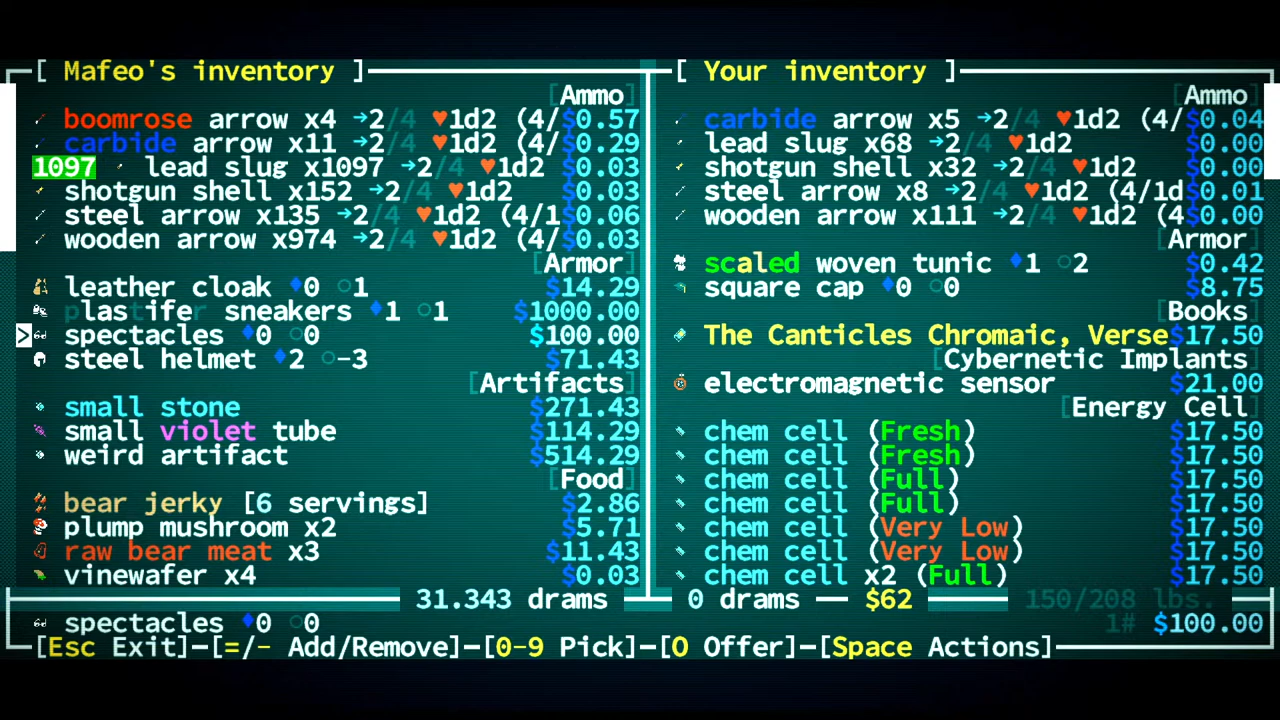 [ Mafeo's inventory ]
[Ammo]
boomrose arrow x4 →2/4 ♥1d2 (4/$0.57
carbide arrow x11 →2/4 ♥1d2 (4/$0.29
1097 lead slug x1097 →2/4 ♥1d2 $0.03
shotgun shell x152 →2/4 ♥1d2 $0.03
steel arrow x135 →2/4 ♥1d2 (4/1$0.06
wooden arrow x974 →2/4 ♥1d2 (4/$0.03
[Armor]
leather cloak ♦0 ○1 $14.29
plastifer sneakers ♦1 ○1 $1000.00
> spectacles ♦0 ○0 $100.00
steel helmet ♦2 ○-3 $71.43
[Artifacts]
small stone $271.43
small violet tube $114.29
weird artifact $514.29
[Food]
bear jerky [6 servings] $2.86
plump mushroom x2 $5.71
raw bear meat x3 $11.43
vinewafer x4 $0.03
[ Your inventory ]
[Ammo]
carbide arrow x5 →2/4 ♥1d2 (4/$0.04
lead slug x68 →2/4 ♥1d2 $0.00
shotgun shell x32 →2/4 ♥1d2 $0.00
steel arrow x8 →2/4 ♥1d2 (4/1d$0.01
wooden arrow x111 →2/4 ♥1d2 (4$0.00
[Armor]
scaled woven tunic ♦1 ○2 $0.42
square cap ♦0 ○0 $8.75
[Books]
The Canticles Chromaic, Verse$17.50
[Cybernetic Implants]
electromagnetic sensor $21.00
[Energy Cell]
chem cell (Fresh) $17.50
chem cell (Fresh) $17.50
chem cell (Full) $17.50
chem cell (Full) $17.50
chem cell (Very Low) $17.50
chem cell (Very Low) $17.50
chem cell x2 (Full) $17.50
31.343 drams 0 drams — $62 150/208 lbs.
spectacles ♦0 ○0 1# $100.00
[Esc Exit]-[=/- Add/Remove]-[0-9 Pick]-[O Offer]-[Space Actions]